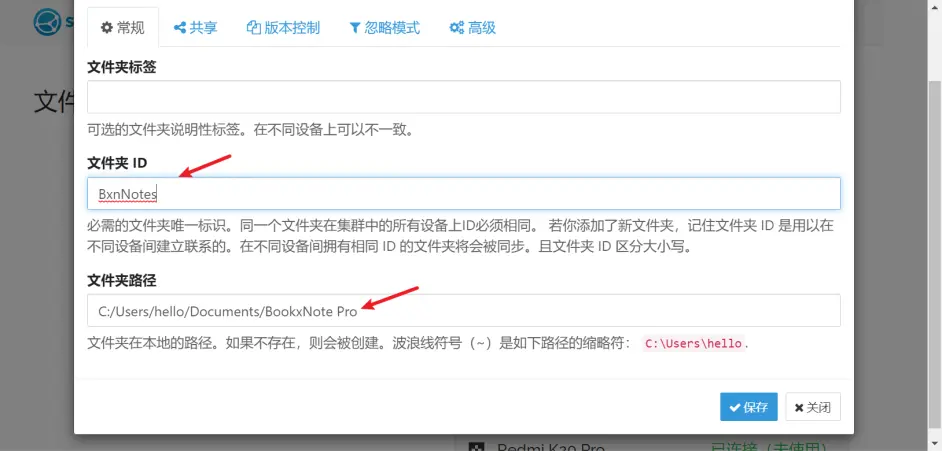 常规 共享 版本控制 忽略模式 高级
文件夹标签
可选的文件夹说明性标签。在不同设备上可以不一致。
文件夹 ID
BxnNotes
必需的文件夹唯一标识。同一个文件夹在集群中的所有设备上ID必须相同。 若你添加了新文件夹，记住文件夹 ID 是用以在
不同设备间建立联系的。在不同设备间拥有相同 ID 的文件夹将会被同步。且文件夹 ID 区分大小写。
文件夹路径
C:/Users/hello/Documents/BookxNote Pro
文件夹在本地的路径。如果不存在，则会被创建。波浪线符号（~）是如下路径的缩略符： C:\Users\hello.
保存 关闭
Redmi K20 Pro 已连接（未使用）